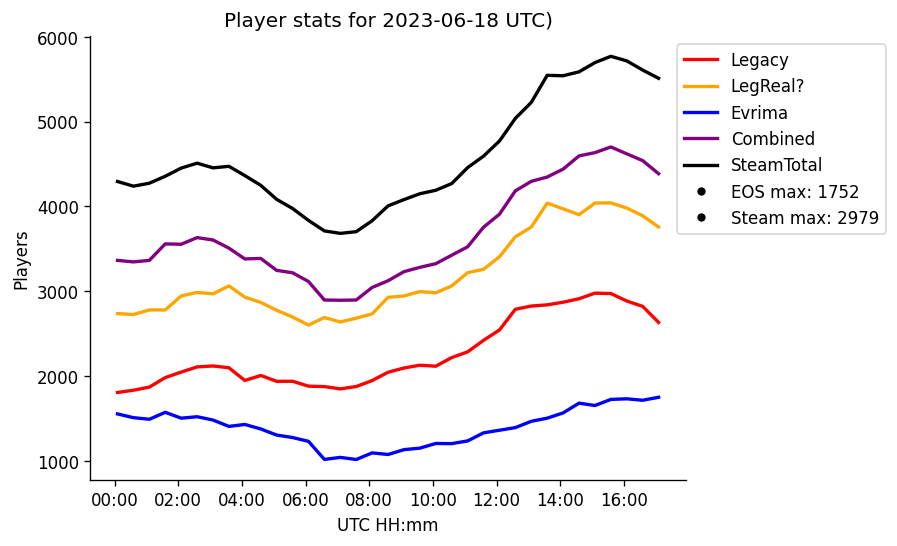 Player stats for 2023-06-18 UTC)
6000
5000
4000
3000
2000
1000
Players
00:00 02:00 04:00 06:00 08:00 10:00 12:00 14:00 16:00
UTC HH:mm
Legacy
LegReal?
Evrima
Combined
SteamTotal
EOS max: 1752
Steam max: 2979